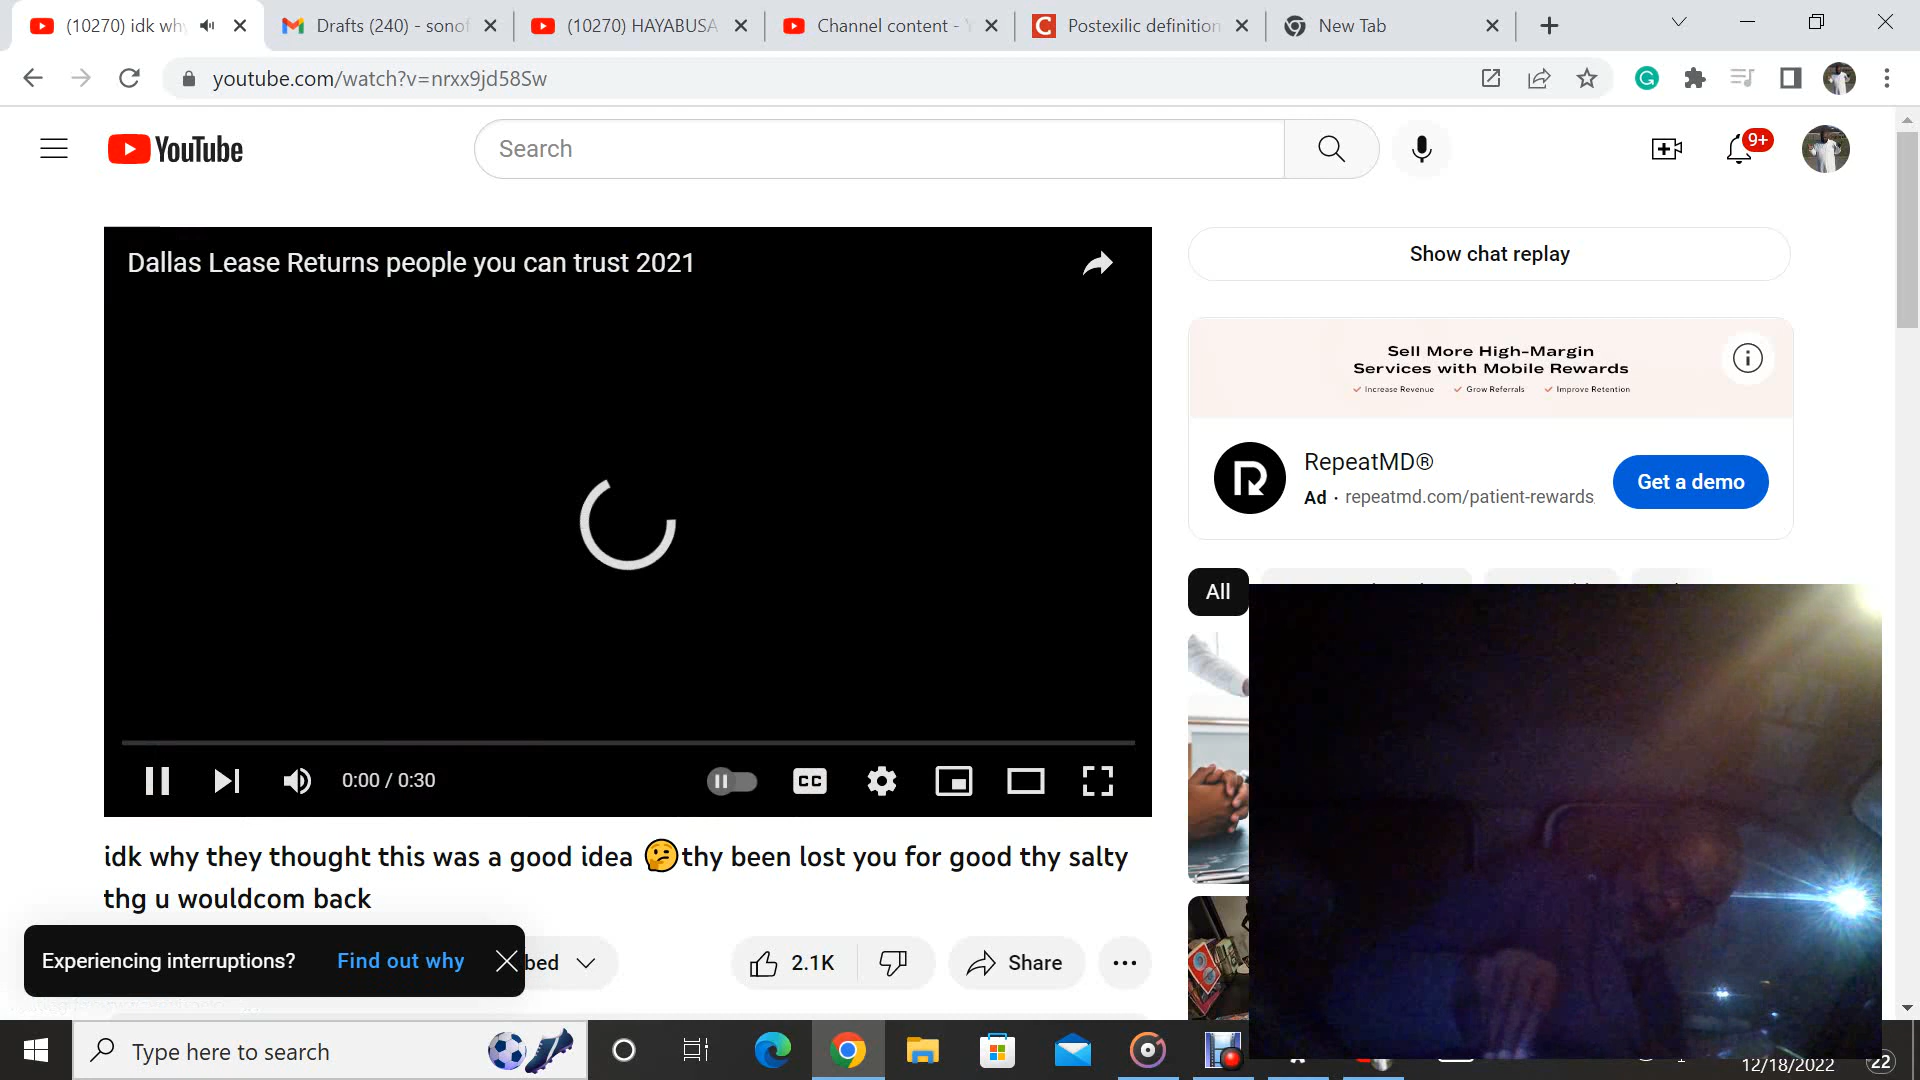 (10270) idk wh
Drafts (240) - sonof
(10270) HAYABUSA
Channel content - Y
Postexilic definition
New Tab
youtube.com/watch?v=nrxx9jd58Sw
YouTube
Search
9+
Dallas Lease Returns people you can trust 2021
Show chat replay
Sell More High-Margin
Services with Mobile Rewards
Increase Revenue
Grow Referrals
Improve Retention
RepeatMD®
Ad · repeatmd.com/patient-rewards
Get a demo
All
0:00 / 0:30
CC
idk why they thought this was a good idea 🤔thy been lost you for good thy salty
thg u wouldcom back
Experiencing interruptions?
Find out why
bed
2.1K
Share
Type here to search
12/18/2022
22